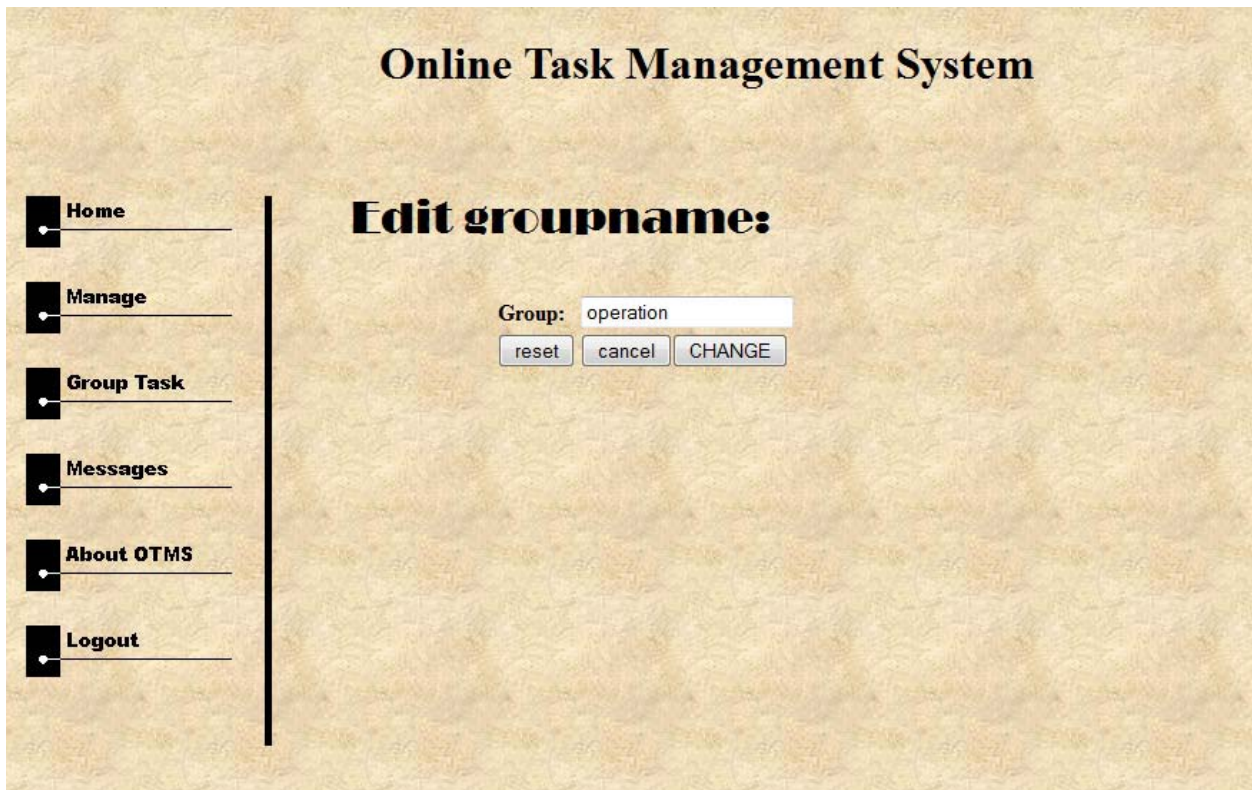 Online Task Management System
Home
Manage
Group Task
Messages
About OTMS
Logout
Edit groupname:
Group: operation
reset cancel CHANGE